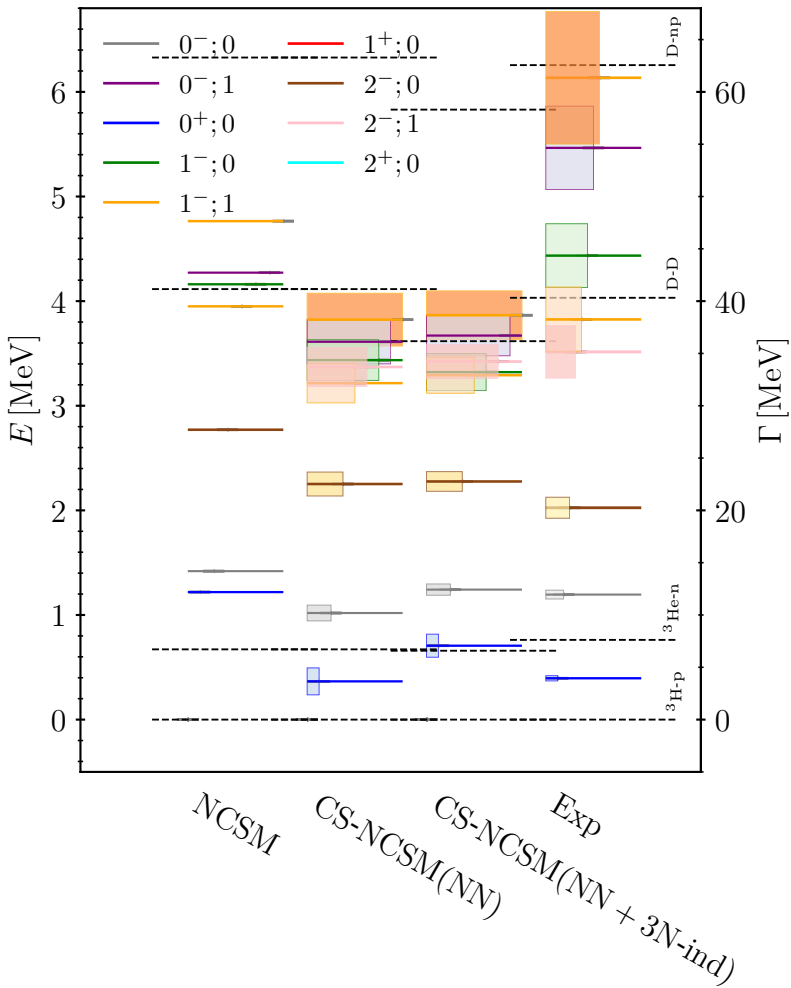 0⁻; 0
0⁻; 1
0⁺; 0
1⁻; 0
1⁻; 1
1⁺; 0
2⁻; 0
2⁻; 1
2⁺; 0
D-np
D-D
³He-n
³H-p
E [MeV]
0
1
2
3
4
5
6
Γ [MeV]
0
20
40
60
NCSM
CS-NCSM(NN)
CS-NCSM(NN + 3N-ind)
Exp